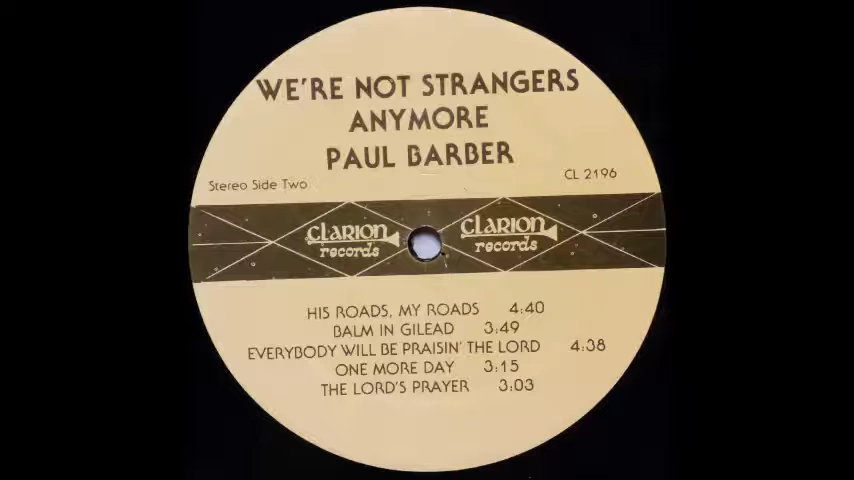 WE'RE NOT STRANGERS
ANYMORE
PAUL BARBER
Stereo Side Two
CL 2196
CLARION records
CLARION records
HIS ROADS, MY ROADS 4:40
BALM IN GILEAD 3:49
EVERYBODY WILL BE PRAISIN' THE LORD 4:38
ONE MORE DAY 3:15
THE LORD'S PRAYER 3:03